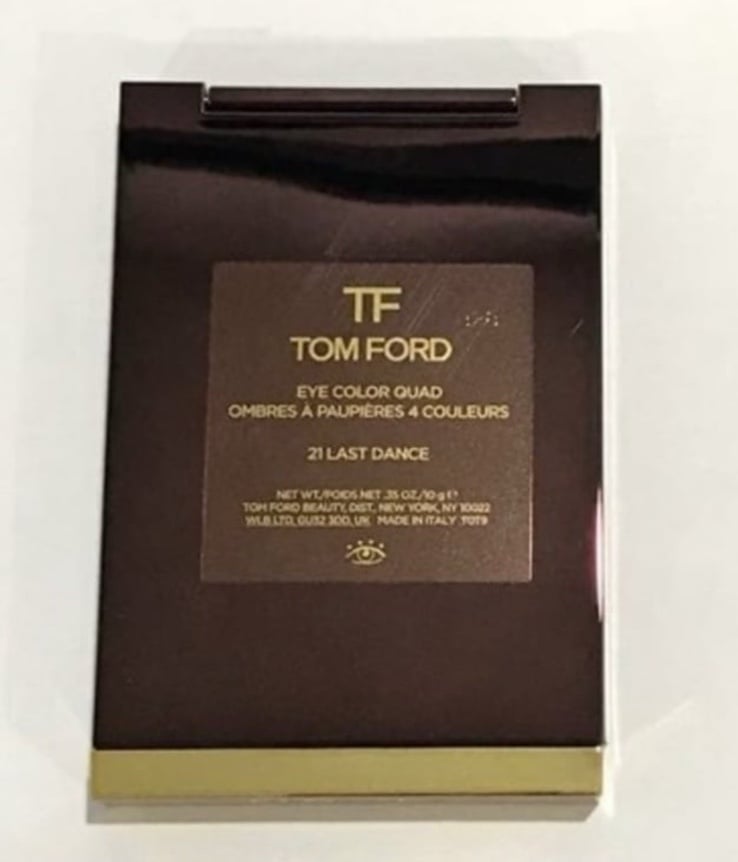 TF
TOM FORD
EYE COLOR QUAD
OMBRES À PAUPIÈRES 4 COULEURS
21 LAST DANCE
NET WT./POIDS NET .35 OZ./10 g ℮
TOM FORD BEAUTY, DIST. NEW YORK, NY 10022
WLB LTD, GU32 3DD, UK MADE IN ITALY